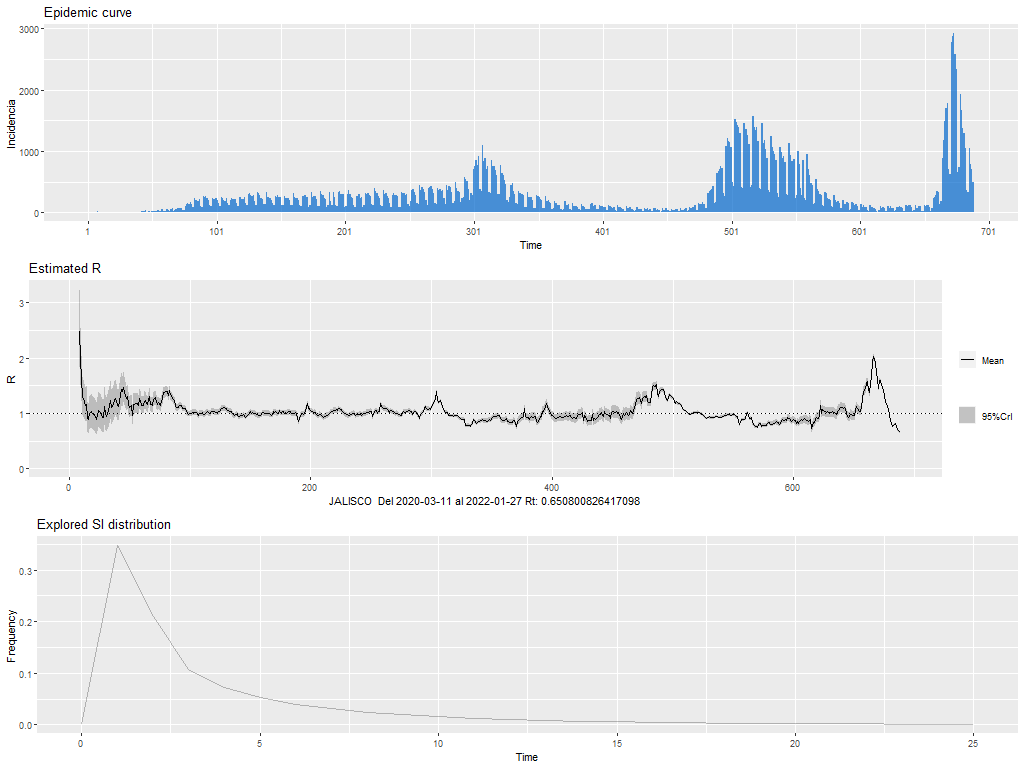 Epidemic curve
3000
2000
1000
0
Incidencia
1 101 201 301 401 501 601 701
Time
Estimated R
3
2
1
0
R
Mean
95%CrI
0 200 400 600
JALISCO Del 2020-03-11 al 2022-01-27 Rt: 0.650800826417098
Explored SI distribution
0.3
0.2
0.1
0.0
Frequency
0 5 10 15 20 25
Time